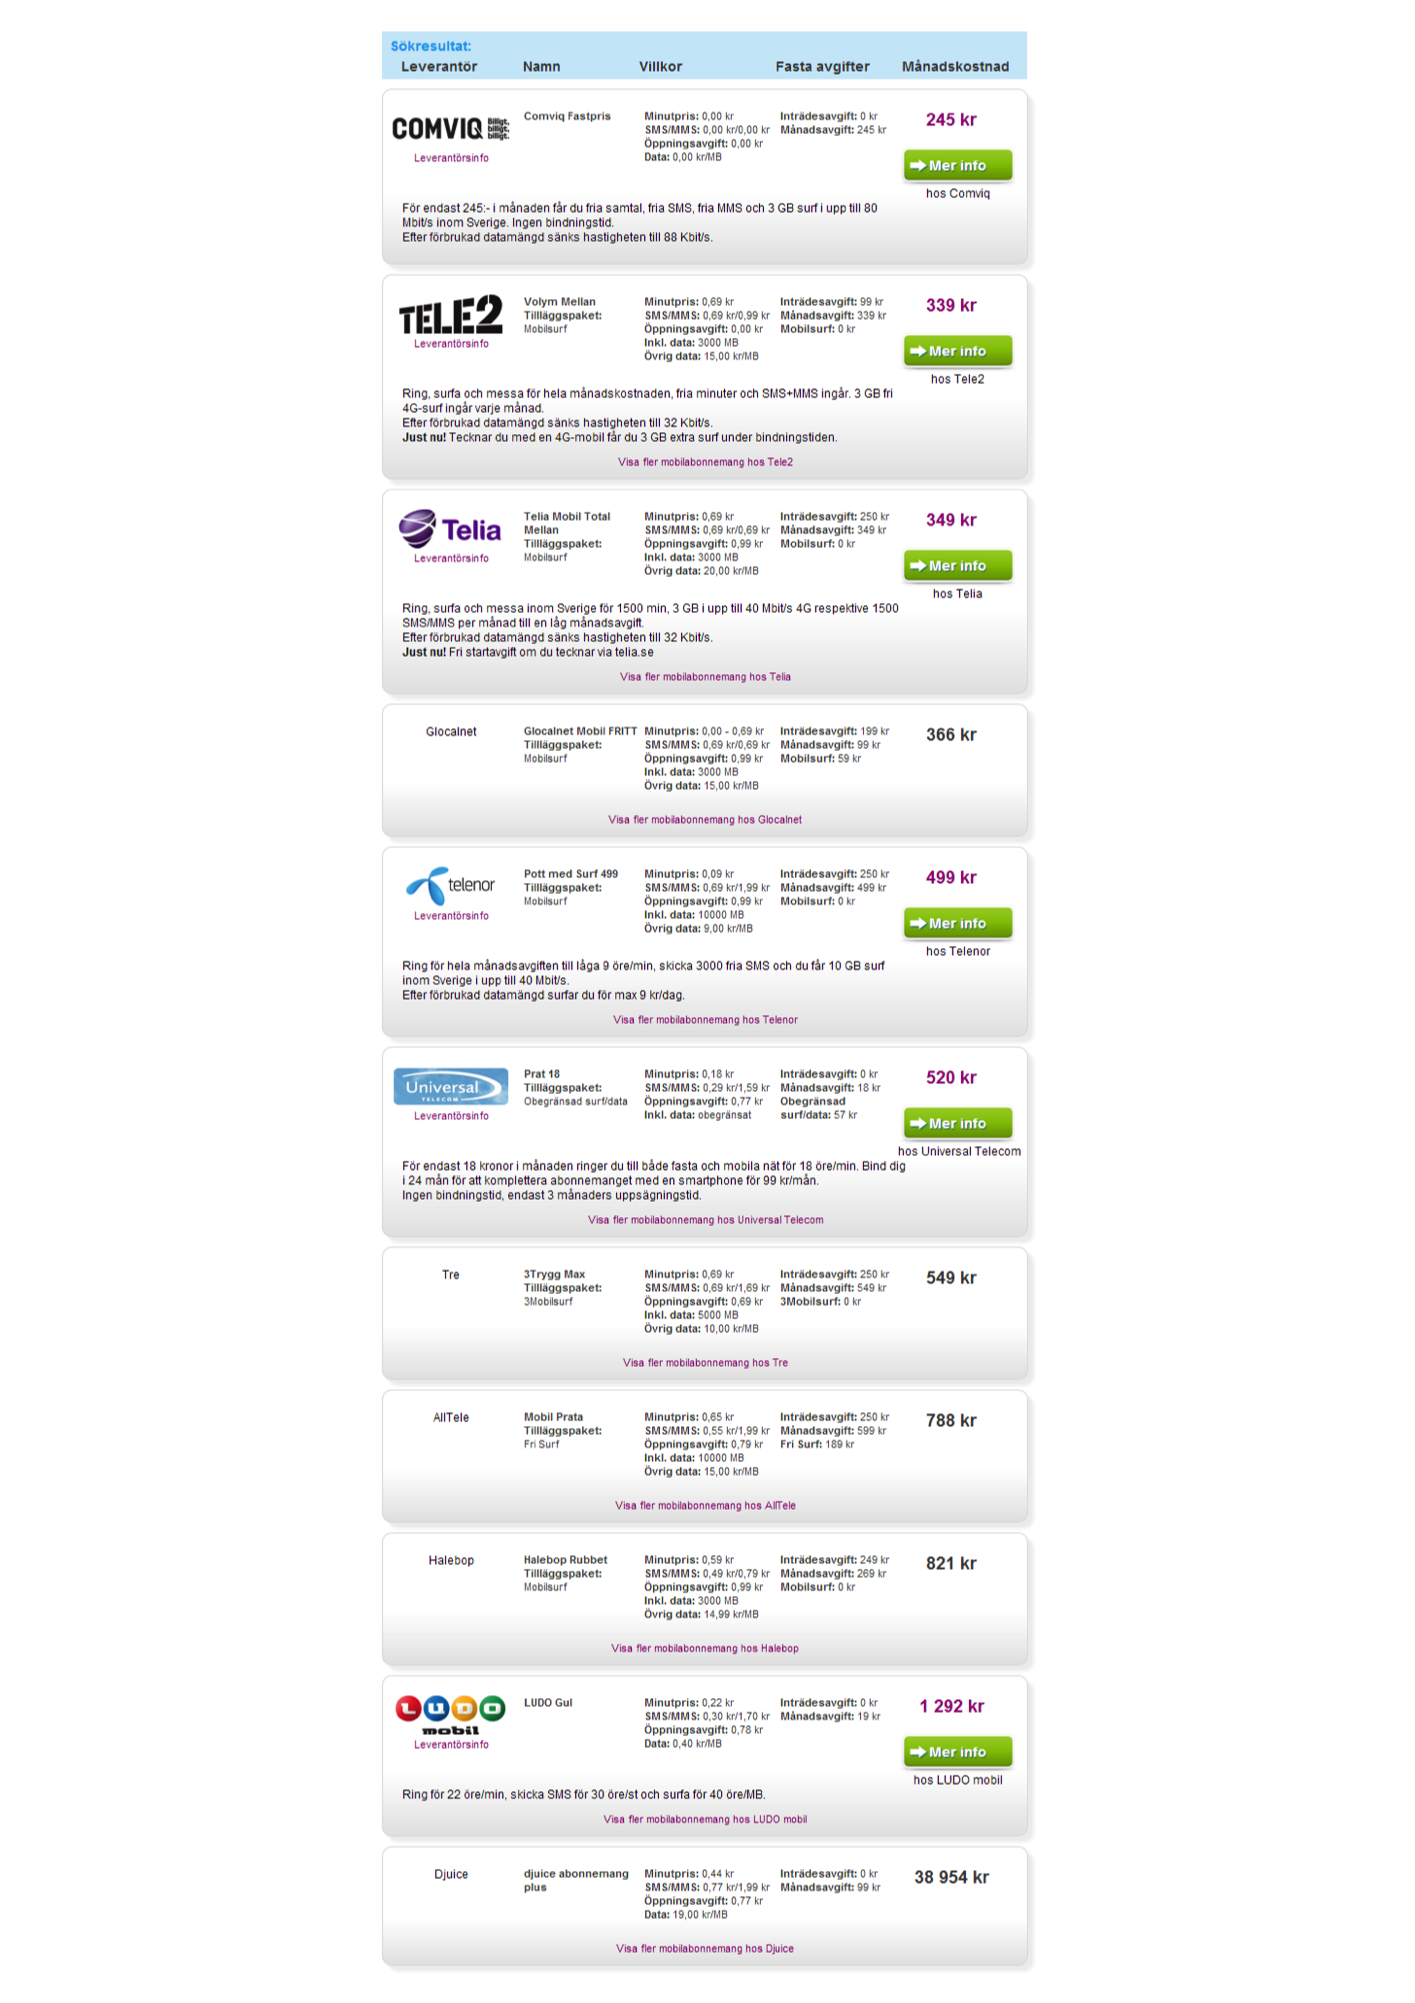 Sökresultat:
Leverantör Namn Villkor Fasta avgifter Månadskostnad
COMVIQ Billigt. billigt. billigt.
Leverantörsinfo
Comviq Fastpris
Minutpris: 0,00 kr
SMS/MMS: 0,00 kr/0,00 kr
Öppningsavgift: 0,00 kr
Data: 0,00 kr/MB
Inträdesavgift: 0 kr
Månadsavgift: 245 kr
245 kr
Mer info
hos Comviq
För endast 245:- i månaden får du fria samtal, fria SMS, fria MMS och 3 GB surf i upp till 80
Mbit/s inom Sverige. Ingen bindningstid.
Efter förbrukad datamängd sänks hastigheten till 88 Kbit/s.
TELE2
Leverantörsinfo
Volym Mellan
Tillläggspaket:
Mobilsurf
Minutpris: 0,69 kr
SMS/MMS: 0,69 kr/0,99 kr
Öppningsavgift: 0,00 kr
Inkl. data: 3000 MB
Övrig data: 15,00 kr/MB
Inträdesavgift: 99 kr
Månadsavgift: 339 kr
Mobilsurf: 0 kr
339 kr
Mer info
hos Tele2
Ring, surfa och messa för hela månadskostnaden, fria minuter och SMS+MMS ingår. 3 GB fri
4G-surf ingår varje månad.
Efter förbrukad datamängd sänks hastigheten till 32 Kbit/s.
Just nu! Tecknar du med en 4G-mobil får du 3 GB extra surf under bindningstiden.
Visa fler mobilabonnemang hos Tele2
Telia
Leverantörsinfo
Telia Mobil Total
Mellan
Tillläggspaket:
Mobilsurf
Minutpris: 0,69 kr
SMS/MMS: 0,69 kr/0,69 kr
Öppningsavgift: 0,99 kr
Inkl. data: 3000 MB
Övrig data: 20,00 kr/MB
Inträdesavgift: 250 kr
Månadsavgift: 349 kr
Mobilsurf: 0 kr
349 kr
Mer info
hos Telia
Ring, surfa och messa inom Sverige för 1500 min, 3 GB i upp till 40 Mbit/s 4G respektive 1500
SMS/MMS per månad till en låg månadsavgift.
Efter förbrukad datamängd sänks hastigheten till 32 Kbit/s.
Just nu! Fri startavgift om du tecknar via telia.se
Visa fler mobilabonnemang hos Telia
Glocalnet
Glocalnet Mobil FRITT
Tillläggspaket:
Mobilsurf
Minutpris: 0,00 - 0,69 kr
SMS/MMS: 0,69 kr/0,69 kr
Öppningsavgift: 0,99 kr
Inkl. data: 3000 MB
Övrig data: 15,00 kr/MB
Inträdesavgift: 199 kr
Månadsavgift: 99 kr
Mobilsurf: 59 kr
366 kr
Visa fler mobilabonnemang hos Glocalnet
telenor
Leverantörsinfo
Pott med Surf 499
Tillläggspaket:
Mobilsurf
Minutpris: 0,09 kr
SMS/MMS: 0,69 kr/1,99 kr
Öppningsavgift: 0,99 kr
Inkl. data: 10000 MB
Övrig data: 9,00 kr/MB
Inträdesavgift: 250 kr
Månadsavgift: 499 kr
Mobilsurf: 0 kr
499 kr
Mer info
hos Telenor
Ring för hela månadsavgiften till låga 9 öre/min, skicka 3000 fria SMS och du får 10 GB surf
inom Sverige i upp till 40 Mbit/s.
Efter förbrukad datamängd surfar du för max 9 kr/dag.
Visa fler mobilabonnemang hos Telenor
Universal
TELECOM
Leverantörsinfo
Prat 18
Tillläggspaket:
Obegränsad surf/data
Minutpris: 0,18 kr
SMS/MMS: 0,29 kr/1,59 kr
Öppningsavgift: 0,77 kr
Inkl. data: obegränsat
Inträdesavgift: 0 kr
Månadsavgift: 18 kr
Obegränsad
surf/data: 57 kr
520 kr
Mer info
hos Universal Telecom
För endast 18 kronor i månaden ringer du till både fasta och mobila nät för 18 öre/min. Bind dig
i 24 mån för att komplettera abonnemanget med en smartphone för 99 kr/mån.
Ingen bindningstid, endast 3 månaders uppsägningstid.
Visa fler mobilabonnemang hos Universal Telecom
Tre
3Trygg Max
Tillläggspaket:
3Mobilsurf
Minutpris: 0,69 kr
SMS/MMS: 0,69 kr/1,69 kr
Öppningsavgift: 0,69 kr
Inkl. data: 5000 MB
Övrig data: 10,00 kr/MB
Inträdesavgift: 250 kr
Månadsavgift: 549 kr
3Mobilsurf: 0 kr
549 kr
Visa fler mobilabonnemang hos Tre
AllTele
Mobil Prata
Tillläggspaket:
Fri Surf
Minutpris: 0,65 kr
SMS/MMS: 0,55 kr/1,99 kr
Öppningsavgift: 0,79 kr
Inkl. data: 10000 MB
Övrig data: 15,00 kr/MB
Inträdesavgift: 250 kr
Månadsavgift: 599 kr
Fri Surf: 189 kr
788 kr
Visa fler mobilabonnemang hos AllTele
Halebop
Halebop Rubbet
Tillläggspaket:
Mobilsurf
Minutpris: 0,59 kr
SMS/MMS: 0,49 kr/0,79 kr
Öppningsavgift: 0,99 kr
Inkl. data: 3000 MB
Övrig data: 14,99 kr/MB
Inträdesavgift: 249 kr
Månadsavgift: 269 kr
Mobilsurf: 0 kr
821 kr
Visa fler mobilabonnemang hos Halebop
LUDO
mobil
Leverantörsinfo
LUDO Gul
Minutpris: 0,22 kr
SMS/MMS: 0,30 kr/1,70 kr
Öppningsavgift: 0,78 kr
Data: 0,40 kr/MB
Inträdesavgift: 0 kr
Månadsavgift: 19 kr
1 292 kr
Mer info
hos LUDO mobil
Ring för 22 öre/min, skicka SMS för 30 öre/st och surfa för 40 öre/MB.
Visa fler mobilabonnemang hos LUDO mobil
Djuice
djuice abonnemang
plus
Minutpris: 0,44 kr
SMS/MMS: 0,77 kr/1,99 kr
Öppningsavgift: 0,77 kr
Data: 19,00 kr/MB
Inträdesavgift: 0 kr
Månadsavgift: 99 kr
38 954 kr
Visa fler mobilabonnemang hos Djuice